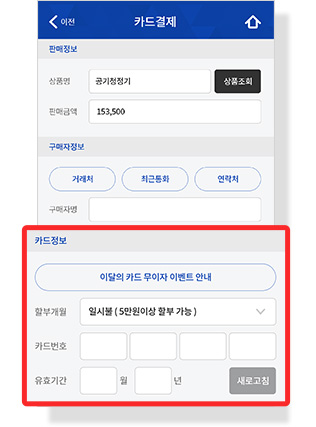 이전 카드결제
판매정보
상품명 공기청정기 상품조회
판매금액 153,500
구매자정보
거래처 최근통화 연락처
구매자명
카드정보
이달의 카드 무이자 이벤트 안내
할부개월 일시불 ( 5만원이상 할부 가능 )
카드번호
유효기간 월 년 새로고침